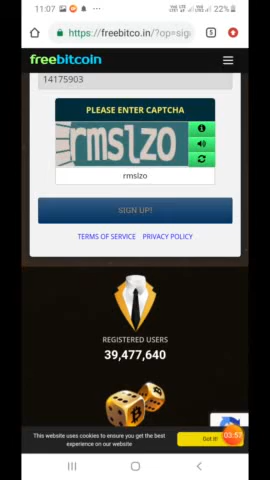 11:07
22%
https://freebitco.in/?op=sig
5
freebitcoin
14175903
PLEASE ENTER CAPTCHA
rmslzo
rmslzo
SIGN UP!
TERMS OF SERVICE PRIVACY POLICY
REGISTERED USERS
39,477,640
This website uses cookies to ensure you get the best
experience on our website
Got it!
03:53